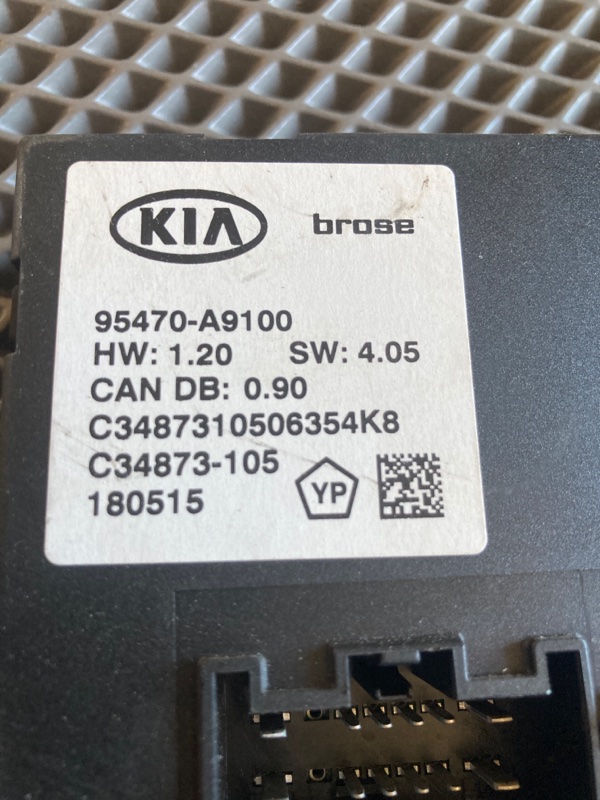 KIA brose
95470-A9100
HW: 1.20 SW: 4.05
CAN DB: 0.90
C3487310506354K8
C34873-105
180515 YP